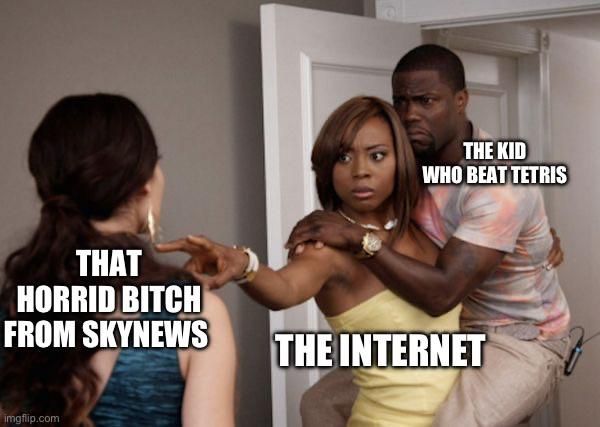 THE KID
WHO BEAT TETRIS
THAT
HORRID BITCH
FROM SKYNEWS
THE INTERNET
imgflip.com